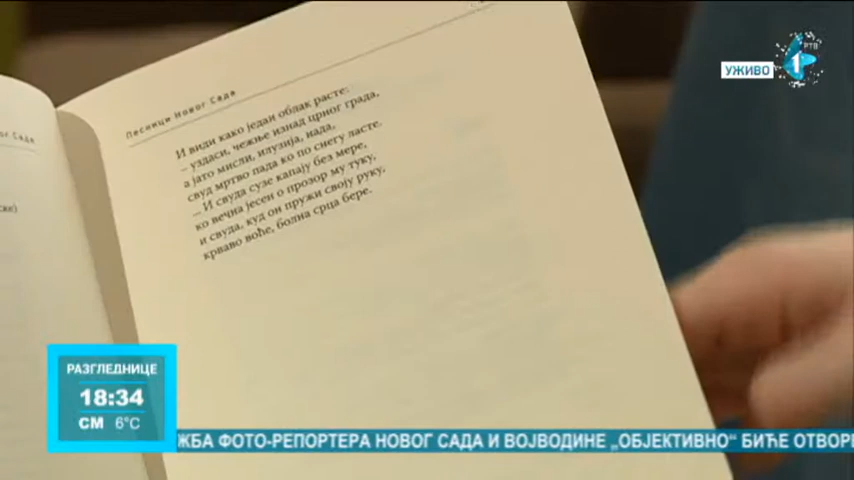 Песници Новог Сада
И види како један облак расте:
– уздаси, чежње изнад црног града,
а јато мисли, илузија, нада,
свуд мртво пада ко по снегу ласте.
– И свуда сузе капају без мере,
ко вечна јесен о прозор му туку,
и свуда, куд он пружи своју руку,
крваво воће, болна срца бере.
УЖИВО
РТВ
1
РАЗГЛЕДНИЦЕ
18:34
СМ 6°C
ЖБА ФОТО-РЕПОРТЕРА НОВОГ САДА И ВОЈВОДИНЕ „ОБЈЕКТИВНО“ БИЋЕ ОТВОРЕ